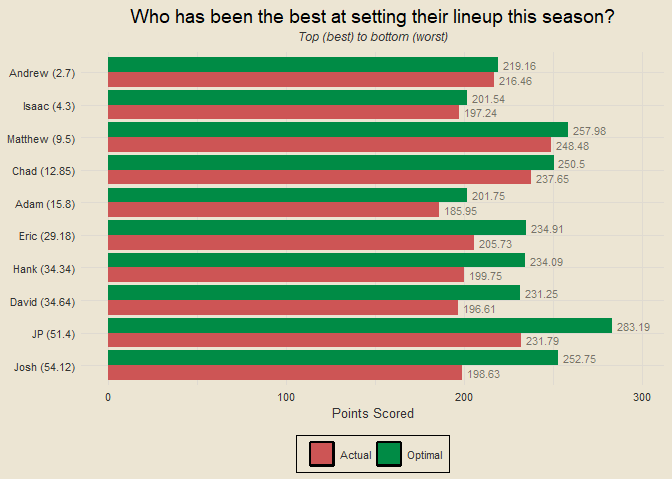 Who has been the best at setting their lineup this season?
Top (best) to bottom (worst)
Andrew (2.7)
219.16
216.46
Isaac (4.3)
201.54
197.24
Matthew (9.5)
257.98
248.48
Chad (12.85)
250.5
237.65
Adam (15.8)
201.75
185.95
Eric (29.18)
234.91
205.73
Hank (34.34)
234.09
199.75
David (34.64)
231.25
196.61
JP (51.4)
283.19
231.79
Josh (54.12)
252.75
198.63
0 100 200 300
Points Scored
Actual Optimal